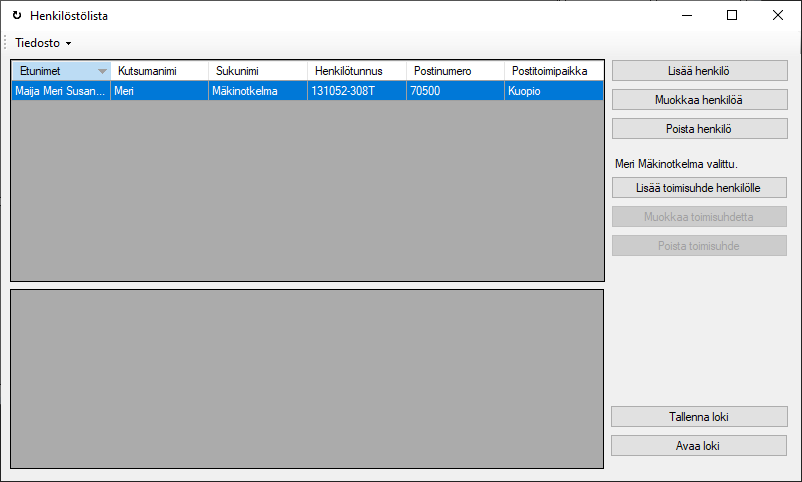 Henkilöstölista
Tiedosto
Etunimet Kutsumanimi Sukunimi Henkilötunnus Postinumero Postitoimipaikka
Maija Meri Susan... Meri Mäkinotkelma 131052-308T 70500 Kuopio
Lisää henkilö
Muokkaa henkilöä
Poista henkilö
Meri Mäkinotkelma valittu.
Lisää toimisuhde henkilölle
Muokkaa toimisuhdetta
Poista toimisuhde
Tallenna loki
Avaa loki